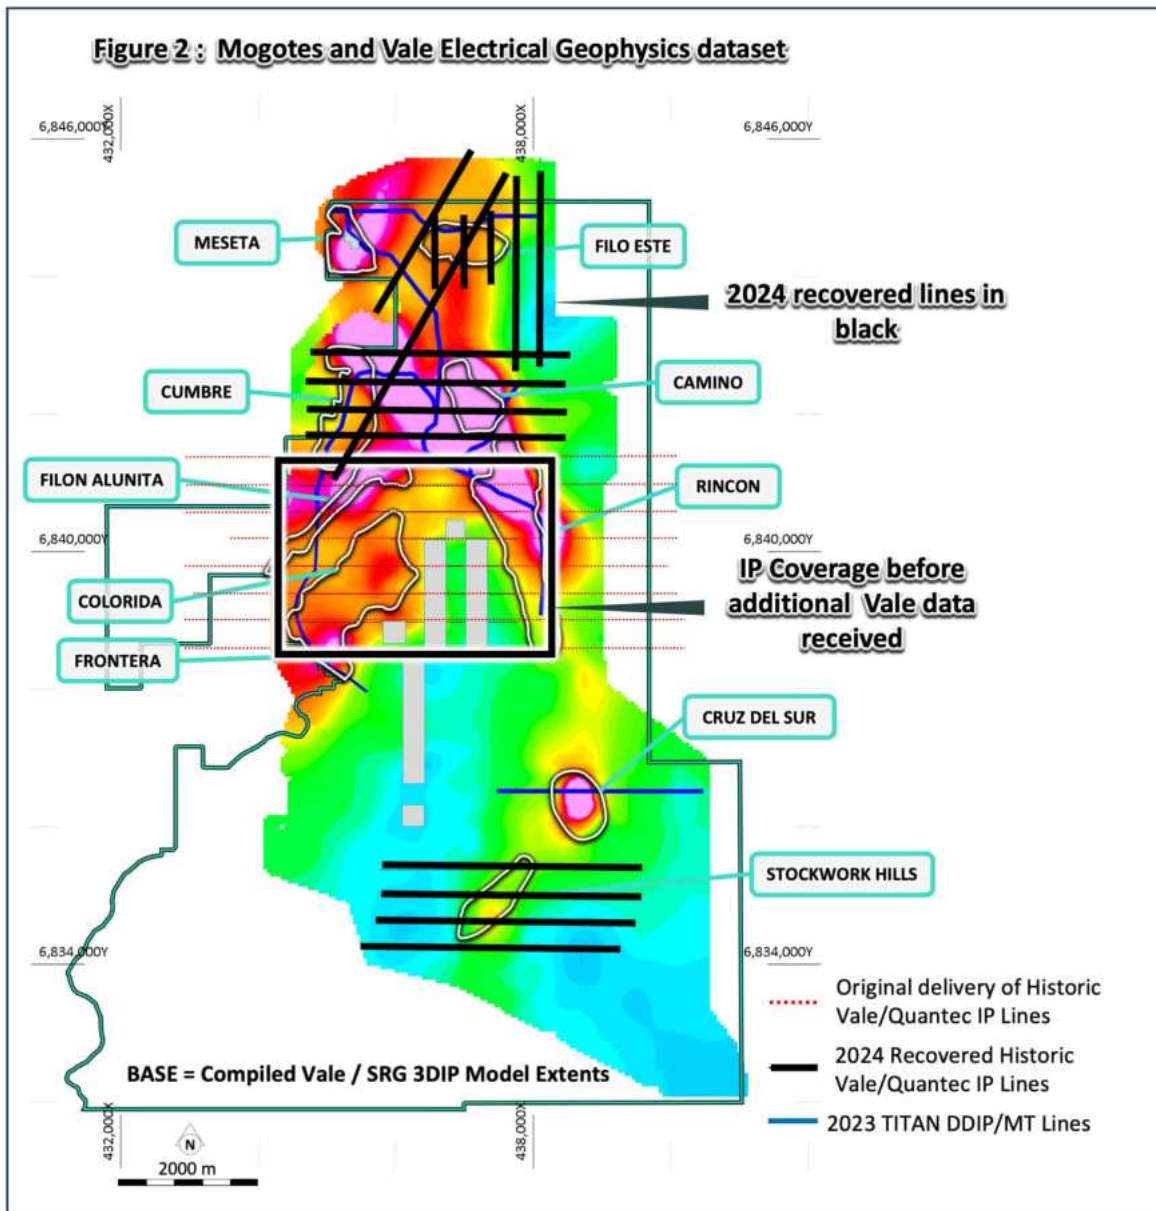 Figure 2 : Mogotes and Vale Electrical Geophysics dataset
432,000X
438,000X
6,846,000Y
6,846,000Y
MESETA
FILO ESTE
2024 recovered lines in
black
CUMBRE
CAMINO
FILON ALUNITA
RINCON
6,840,000Y
6,840,000Y
IP Coverage before
additional Vale data
received
COLORIDA
FRONTERA
CRUZ DEL SUR
STOCKWORK HILLS
6,834,000Y
6,834,000Y
Original delivery of Historic
Vale/Quantec IP Lines
2024 Recovered Historic
Vale/Quantec IP Lines
2023 TITAN DDIP/MT Lines
BASE = Compiled Vale / SRG 3DIP Model Extents
432,000X
438,000X
N
2000 m